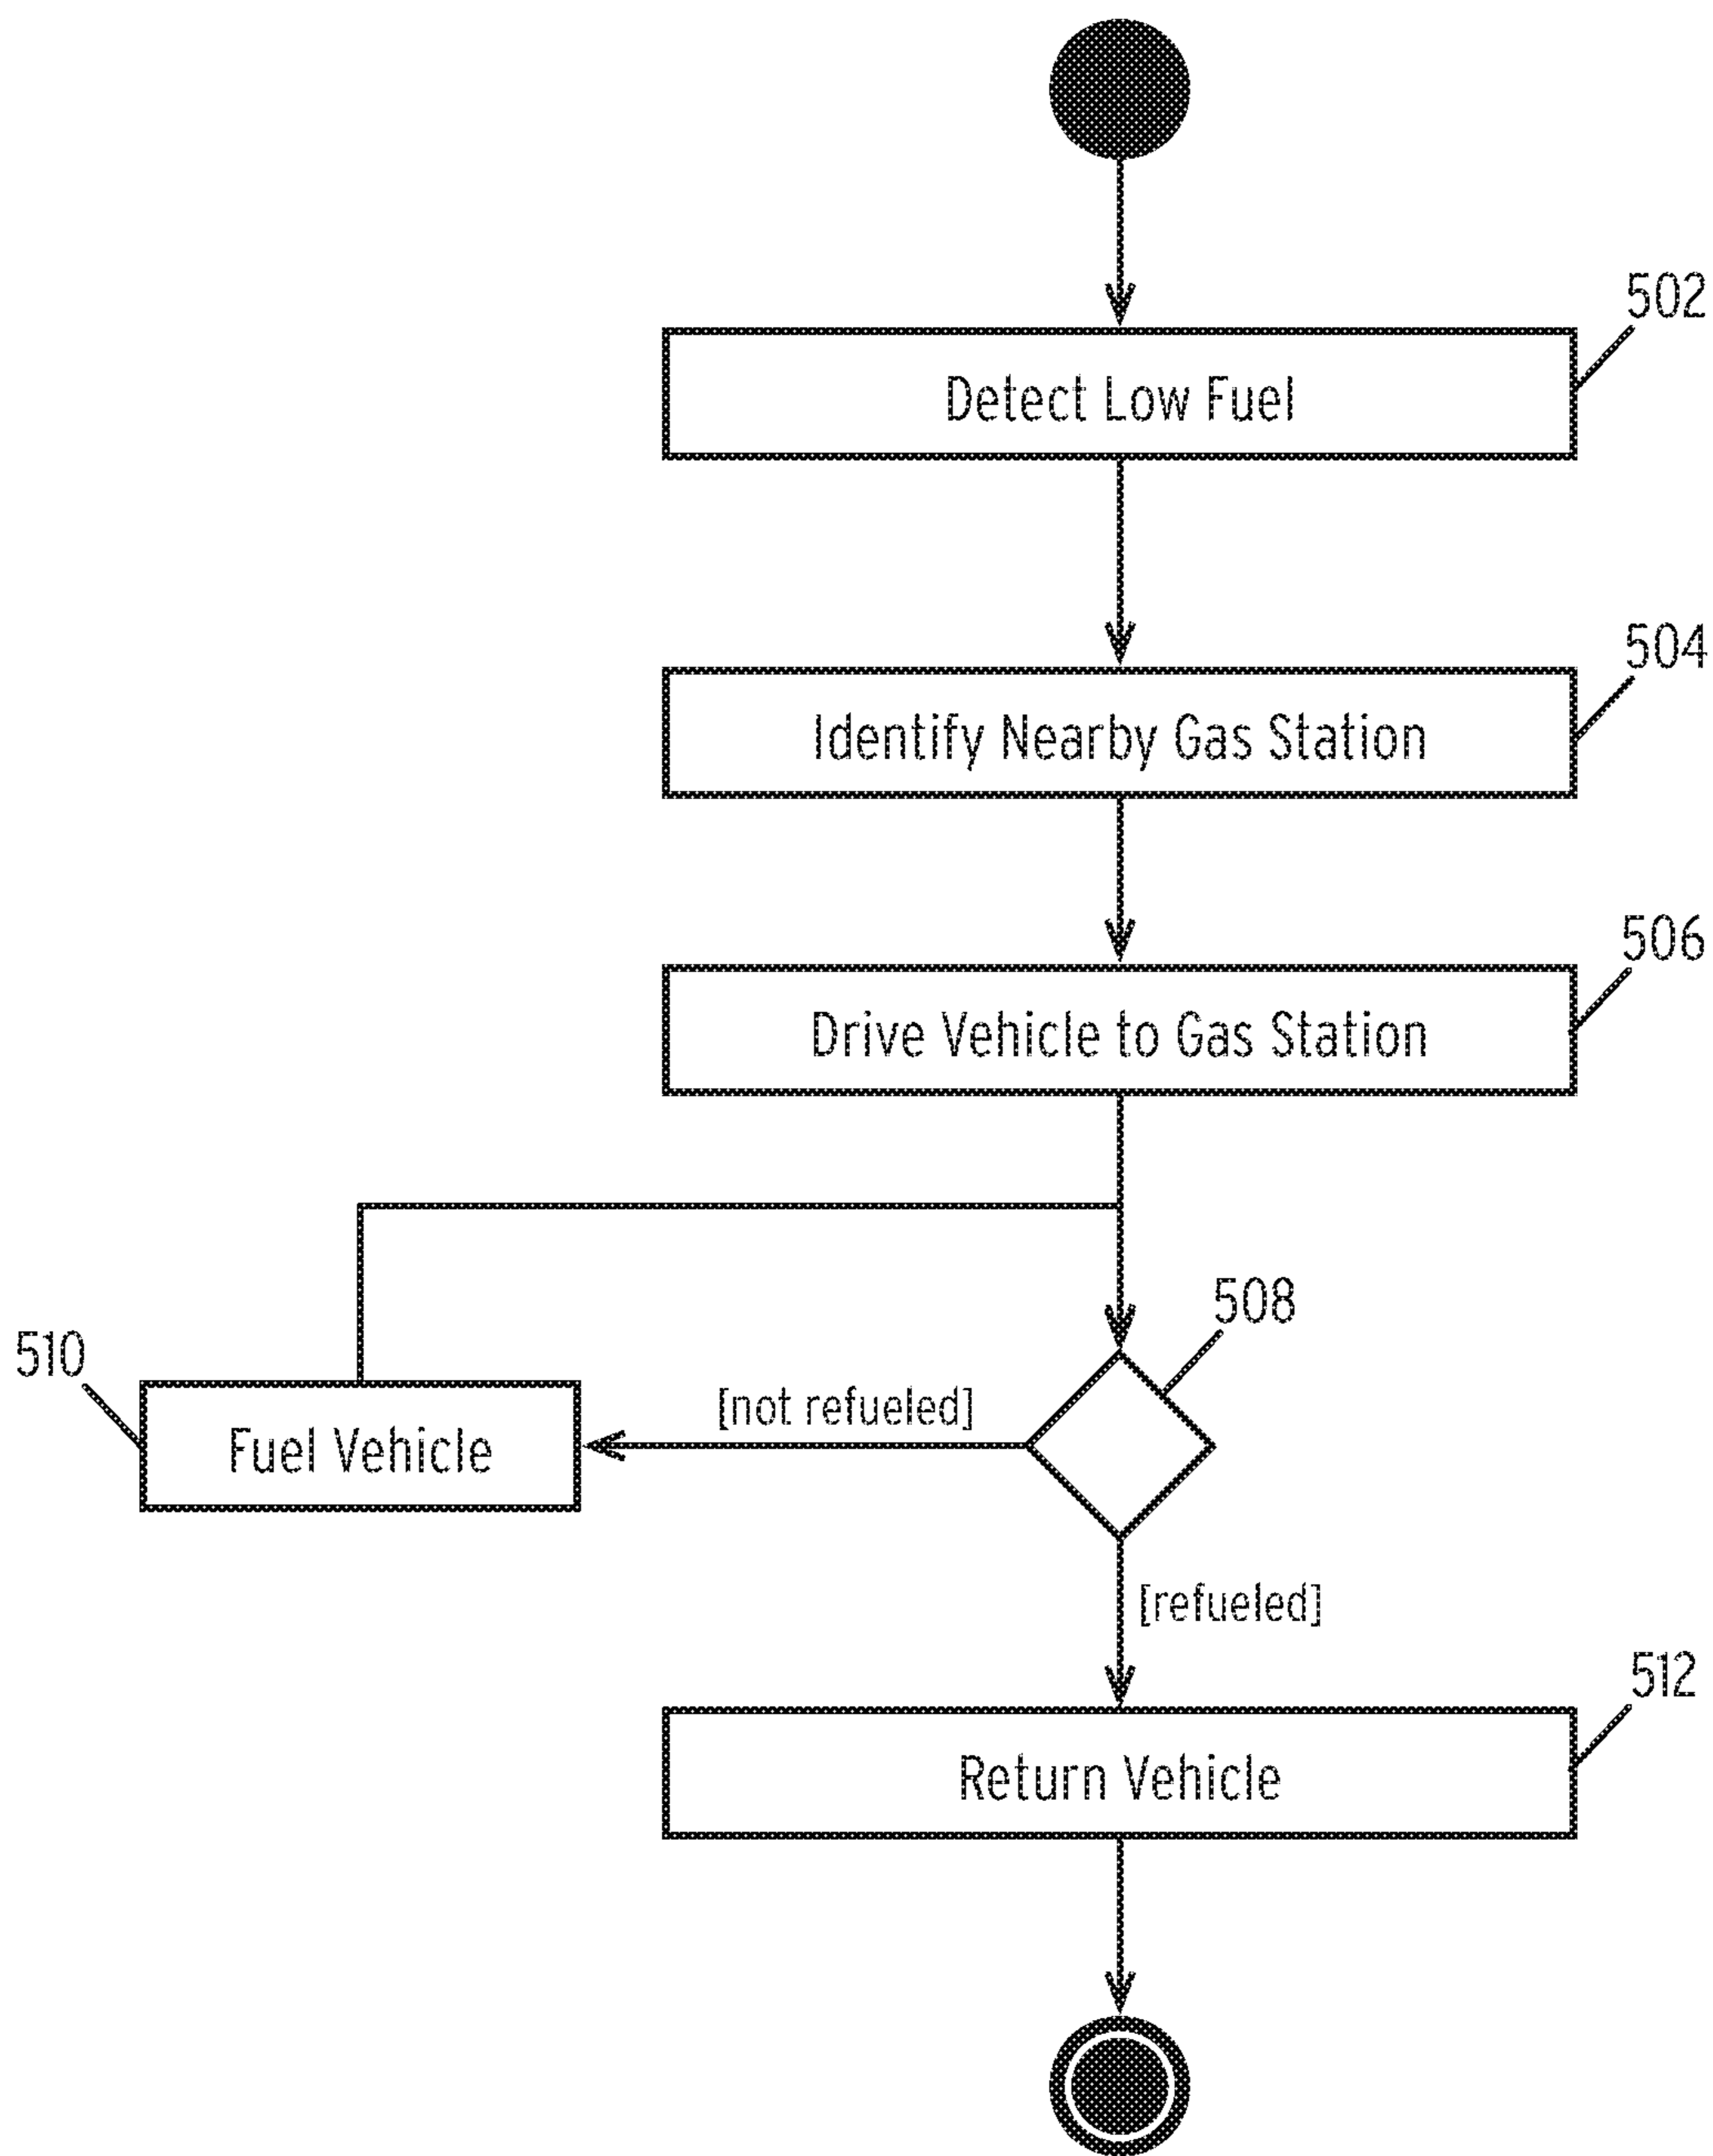 502
Detect Low Fuel
504
Identify Nearby Gas Station
506
Drive Vehicle to Gas Station
508
510
[not refueled]
Fuel Vehicle
[refueled]
512
Return Vehicle